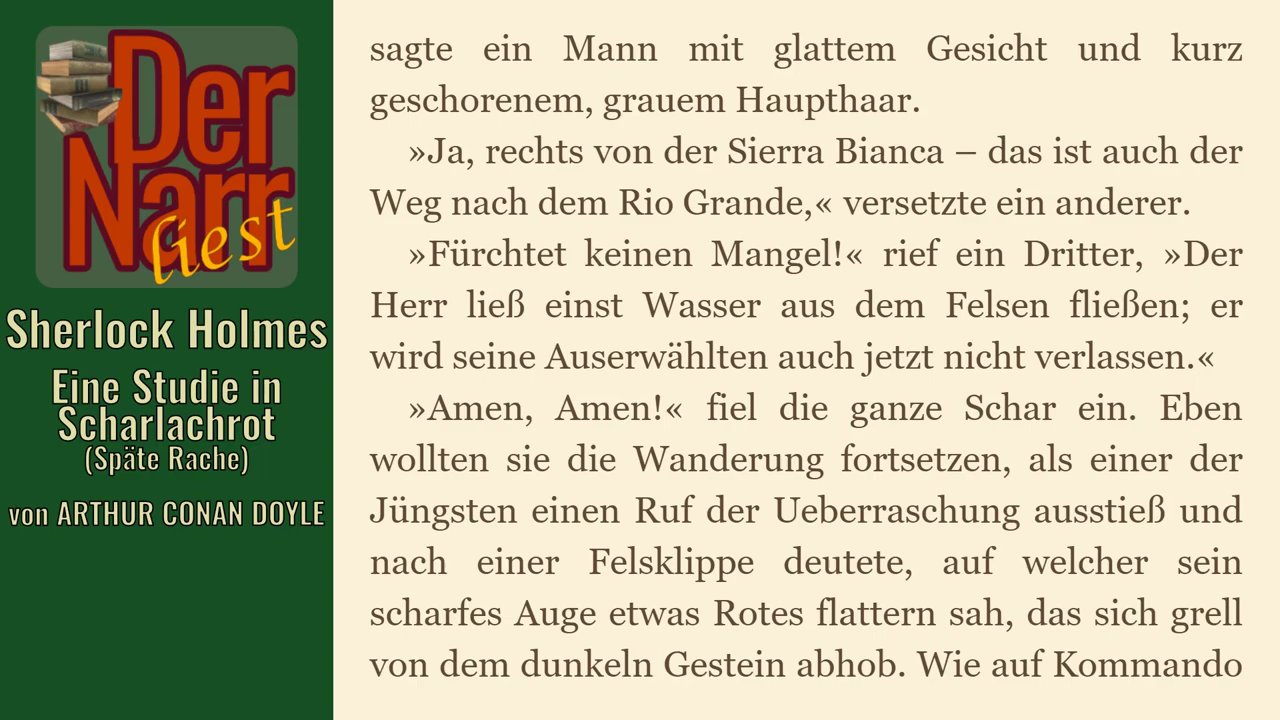 Der
Narr
liest
Sherlock Holmes
Eine Studie in
Scharlachrot
(Späte Rache)
von ARTHUR CONAN DOYLE
sagte ein Mann mit glattem Gesicht und kurz
geschorenem, grauem Haupthaar.
»Ja, rechts von der Sierra Bianca – das ist auch der
Weg nach dem Rio Grande,« versetzte ein anderer.
»Fürchtet keinen Mangel!« rief ein Dritter, »Der
Herr ließ einst Wasser aus dem Felsen fließen; er
wird seine Auserwählten auch jetzt nicht verlassen.«
»Amen, Amen!« fiel die ganze Schar ein. Eben
wollten sie die Wanderung fortsetzen, als einer der
Jüngsten einen Ruf der Ueberraschung ausstieß und
nach einer Felsklippe deutete, auf welcher sein
scharfes Auge etwas Rotes flattern sah, das sich grell
von dem dunkeln Gestein abhob. Wie auf Kommando